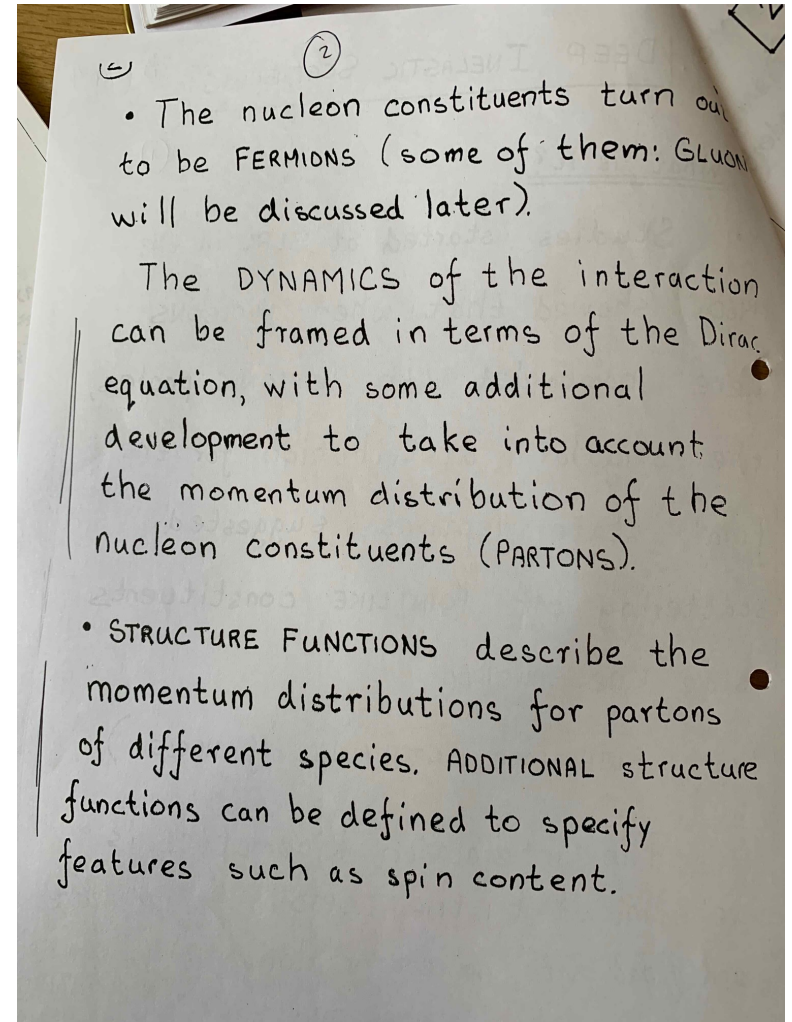 2
• The nucleon constituents turn ou
to be FERMIONS (some of them: GLUON
will be discussed later).
The DYNAMICS of the interaction
can be framed in terms of the Dirac
equation, with some additional
development to take into account
the momentum distribution of the
nucleon constituents (PARTONS).
• STRUCTURE FUNCTIONS describe the
momentum distributions for partons
of different species. ADDITIONAL structure
functions can be defined to specify
features such as spin content.